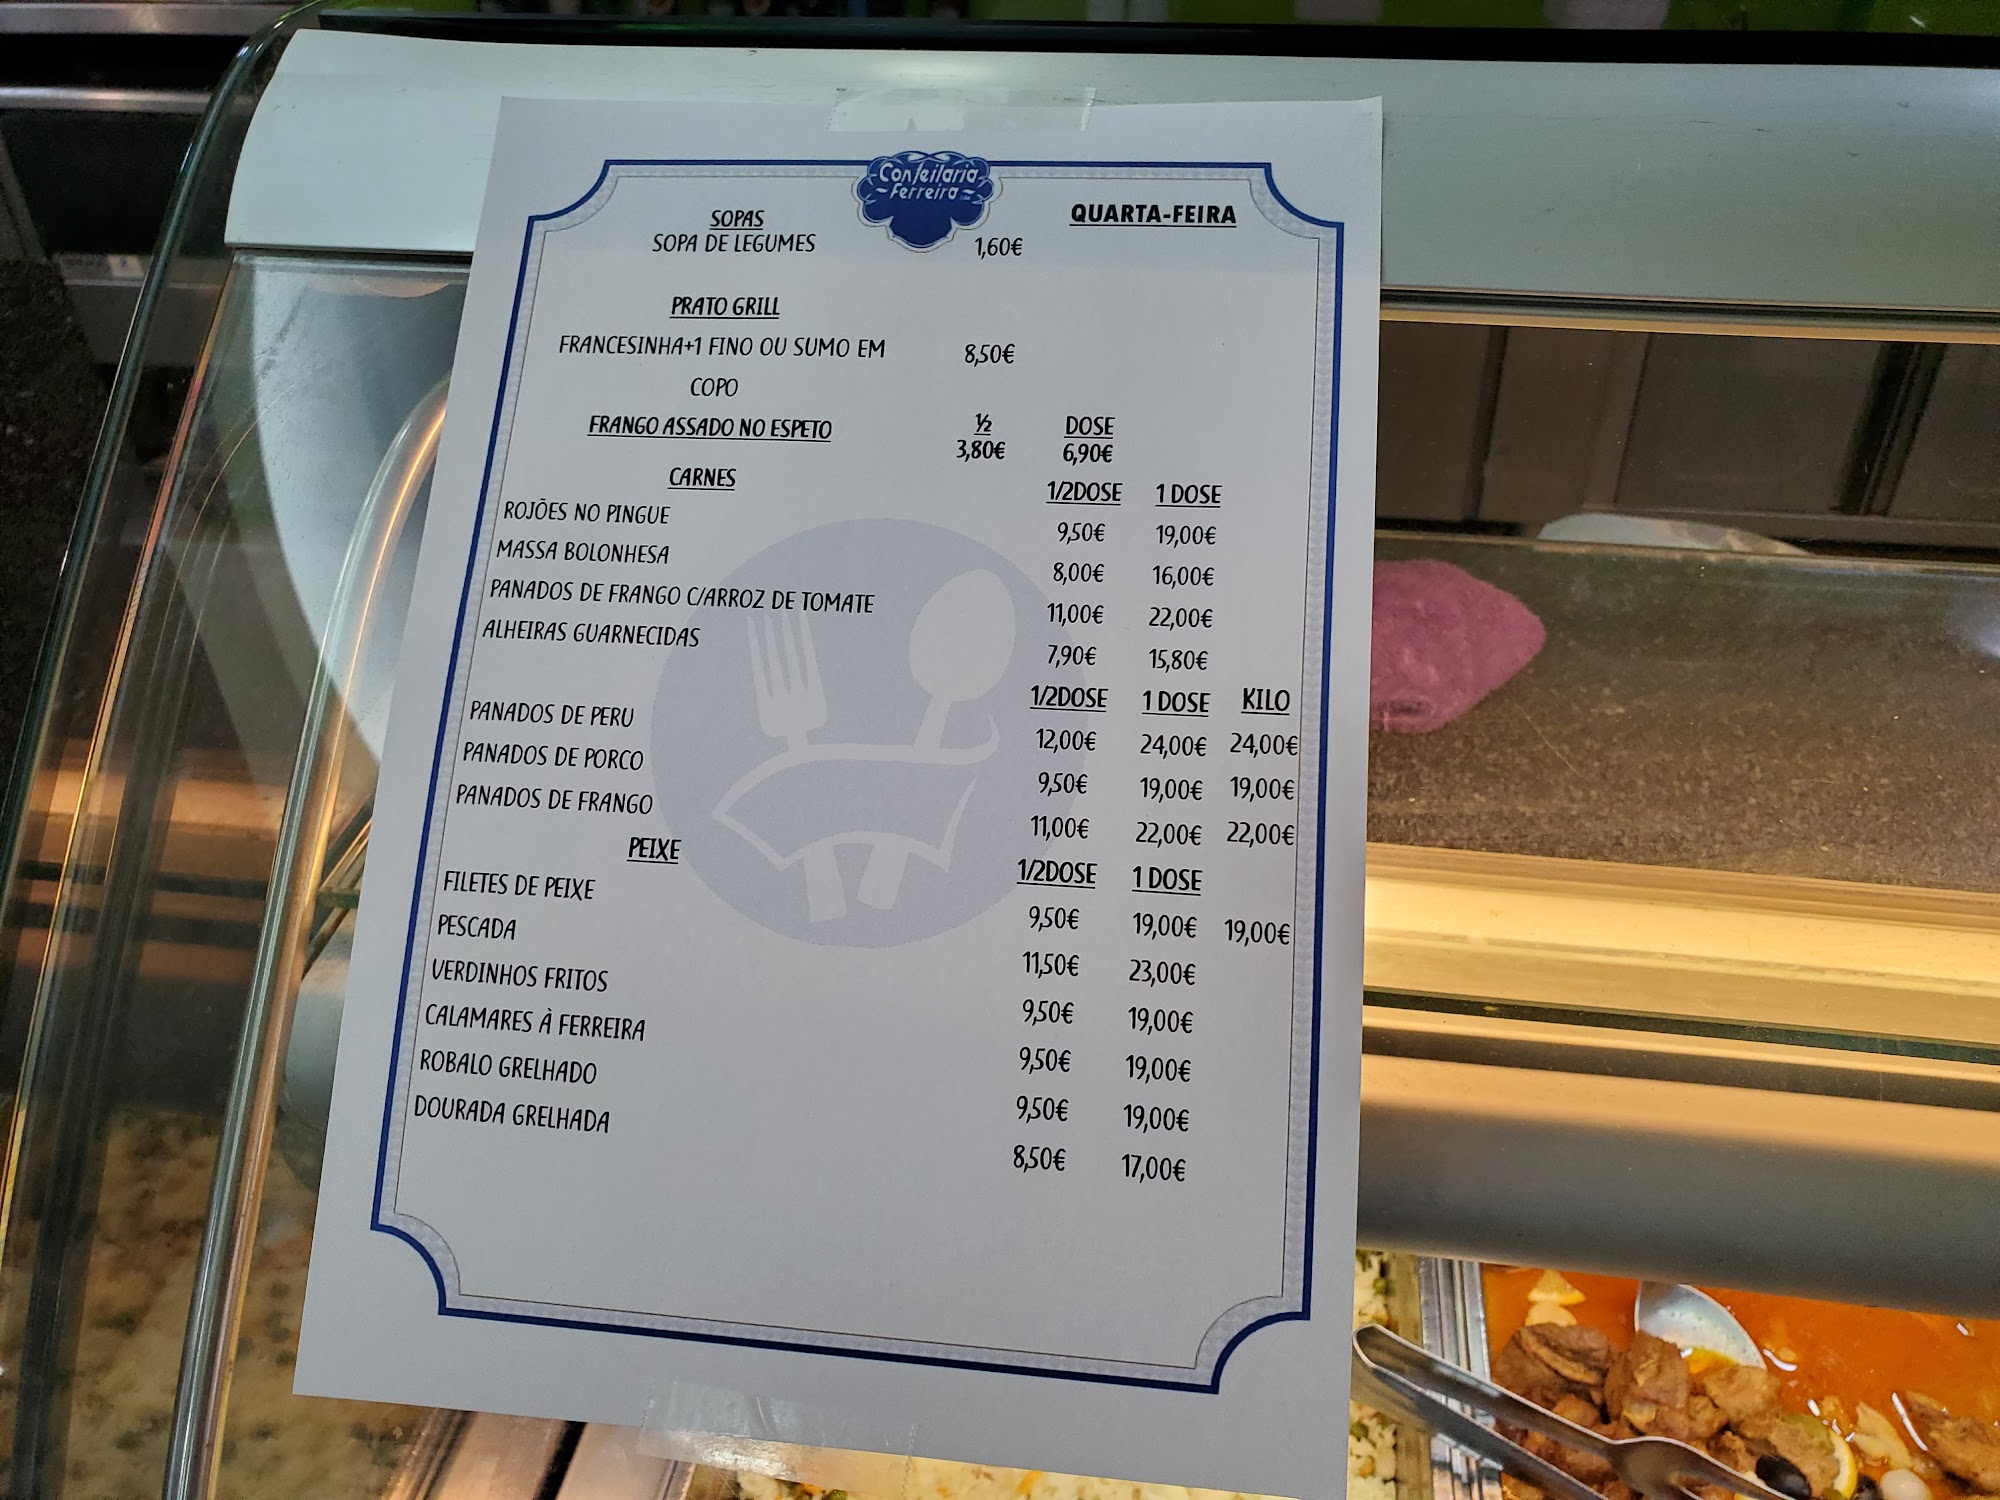 Confeitaria
Ferreira
QUARTA-FEIRA
SOPAS
SOPA DE LEGUMES 1,60€
PRATO GRILL
FRANCESINHA+1 FINO OU SUMO EM 8,50€
COPO
FRANGO ASSADO NO ESPETO ½ DOSE
3,80€ 6,90€
CARNES 1/2DOSE 1 DOSE
ROJÕES NO PINGUE 9,50€ 19,00€
MASSA BOLONHESA 8,00€ 16,00€
PANADOS DE FRANGO C/ARROZ DE TOMATE 11,00€ 22,00€
ALHEIRAS GUARNECIDAS 7,90€ 15,80€
1/2DOSE 1 DOSE KILO
PANADOS DE PERU 12,00€ 24,00€ 24,00€
PANADOS DE PORCO 9,50€ 19,00€ 19,00€
PANADOS DE FRANGO 11,00€ 22,00€ 22,00€
PEIXE 1/2DOSE 1 DOSE
FILETES DE PEIXE 9,50€ 19,00€ 19,00€
PESCADA 11,50€ 23,00€
VERDINHOS FRITOS 9,50€ 19,00€
CALAMARES À FERREIRA 9,50€ 19,00€
ROBALO GRELHADO 9,50€ 19,00€
DOURADA GRELHADA 8,50€ 17,00€